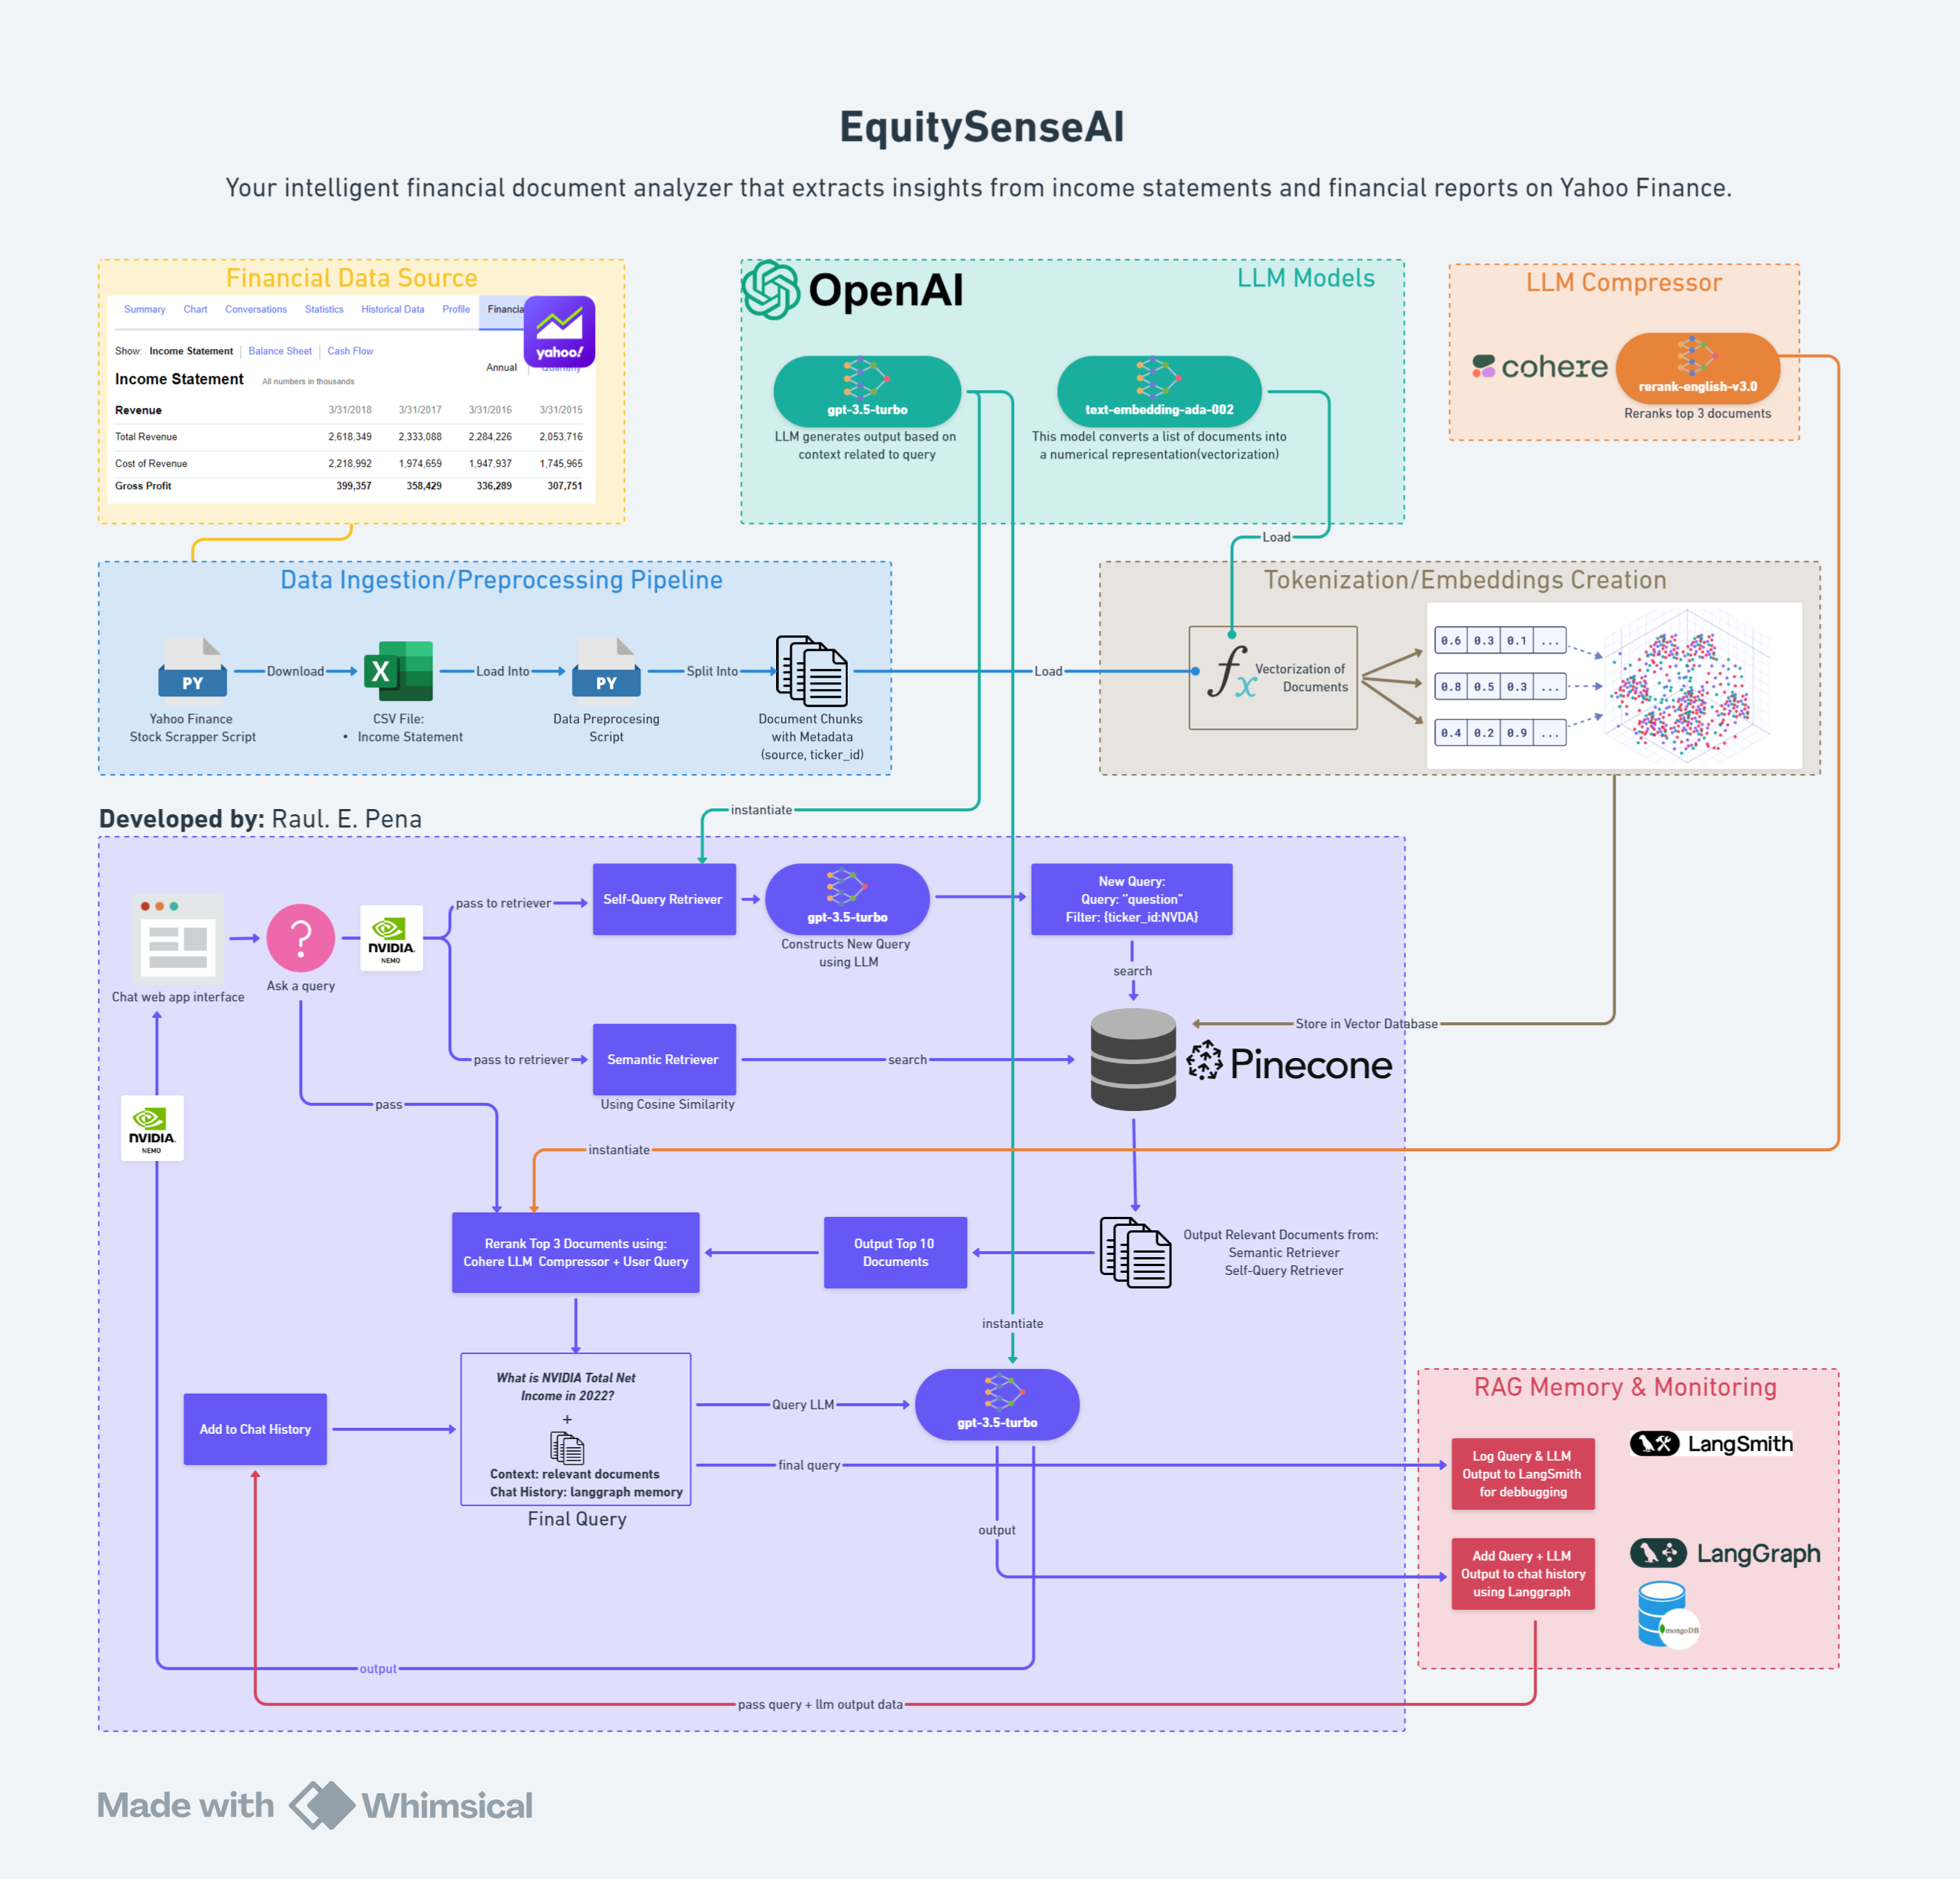 EquitySenseAI
Your intelligent financial document analyzer that extracts insights from income statements and financial reports on Yahoo Finance.
Financial Data Source
Summary Chart Conversations Statistics Historical Data Profile Financia
yahoo!
Show: Income Statement Balance Sheet Cash Flow
Annual Quarterly
Income Statement All numbers in thousands
Revenue 3/31/2018 3/31/2017 3/31/2016 3/31/2015
Total Revenue 2,618,349 2,333,088 2,284,226 2,053,716
Cost of Revenue 2,218,992 1,974,659 1,947,937 1,745,965
Gross Profit 399,357 358,429 336,289 307,751
OpenAI
LLM Models
gpt-3.5-turbo
LLM generates output based on
context related to query
text-embedding-ada-002
This model converts a list of documents into
a numerical representation(vectorization)
LLM Compressor
cohere
rerank-english-v3.0
Reranks top 3 documents
Load
Data Ingestion/Preprocessing Pipeline
PY
Yahoo Finance
Stock Scrapper Script
Download
X
CSV File:
• Income Statement
Load Into
PY
Data Preprocesing
Script
Split Into
Document Chunks
with Metadata
(source, ticker_id)
Load
Tokenization/Embeddings Creation
fx
Vectorization of
Documents
0.6 0.3 0.1 ...
0.8 0.5 0.3 ...
0.4 0.2 0.9 ...
Developed by: Raul. E. Pena
instantiate
Chat web app interface
?
Ask a query
NVIDIA.
NEMO
pass to retriever
Self-Query Retriever
gpt-3.5-turbo
Constructs New Query
using LLM
New Query:
Query: “question”
Filter: {ticker_id:NVDA}
search
Store in Vector Database
pass to retriever
Semantic Retriever
Using Cosine Similarity
search
Pinecone
pass
NVIDIA.
NEMO
instantiate
Rerank Top 3 Documents using:
Cohere LLM Compressor + User Query
Output Top 10
Documents
Output Relevant Documents from:
Semantic Retriever
Self-Query Retriever
instantiate
Add to Chat History
What is NVIDIA Total Net
Income in 2022?
+
Context: relevant documents
Chat History: langgraph memory
Final Query
Query LLM
gpt-3.5-turbo
final query
output
RAG Memory & Monitoring
Log Query & LLM
Output to LangSmith
for debbugging
LangSmith
Add Query + LLM
Output to chat history
using Langgraph
LangGraph
mongoDB
output
pass query + llm output data
Made with Whimsical